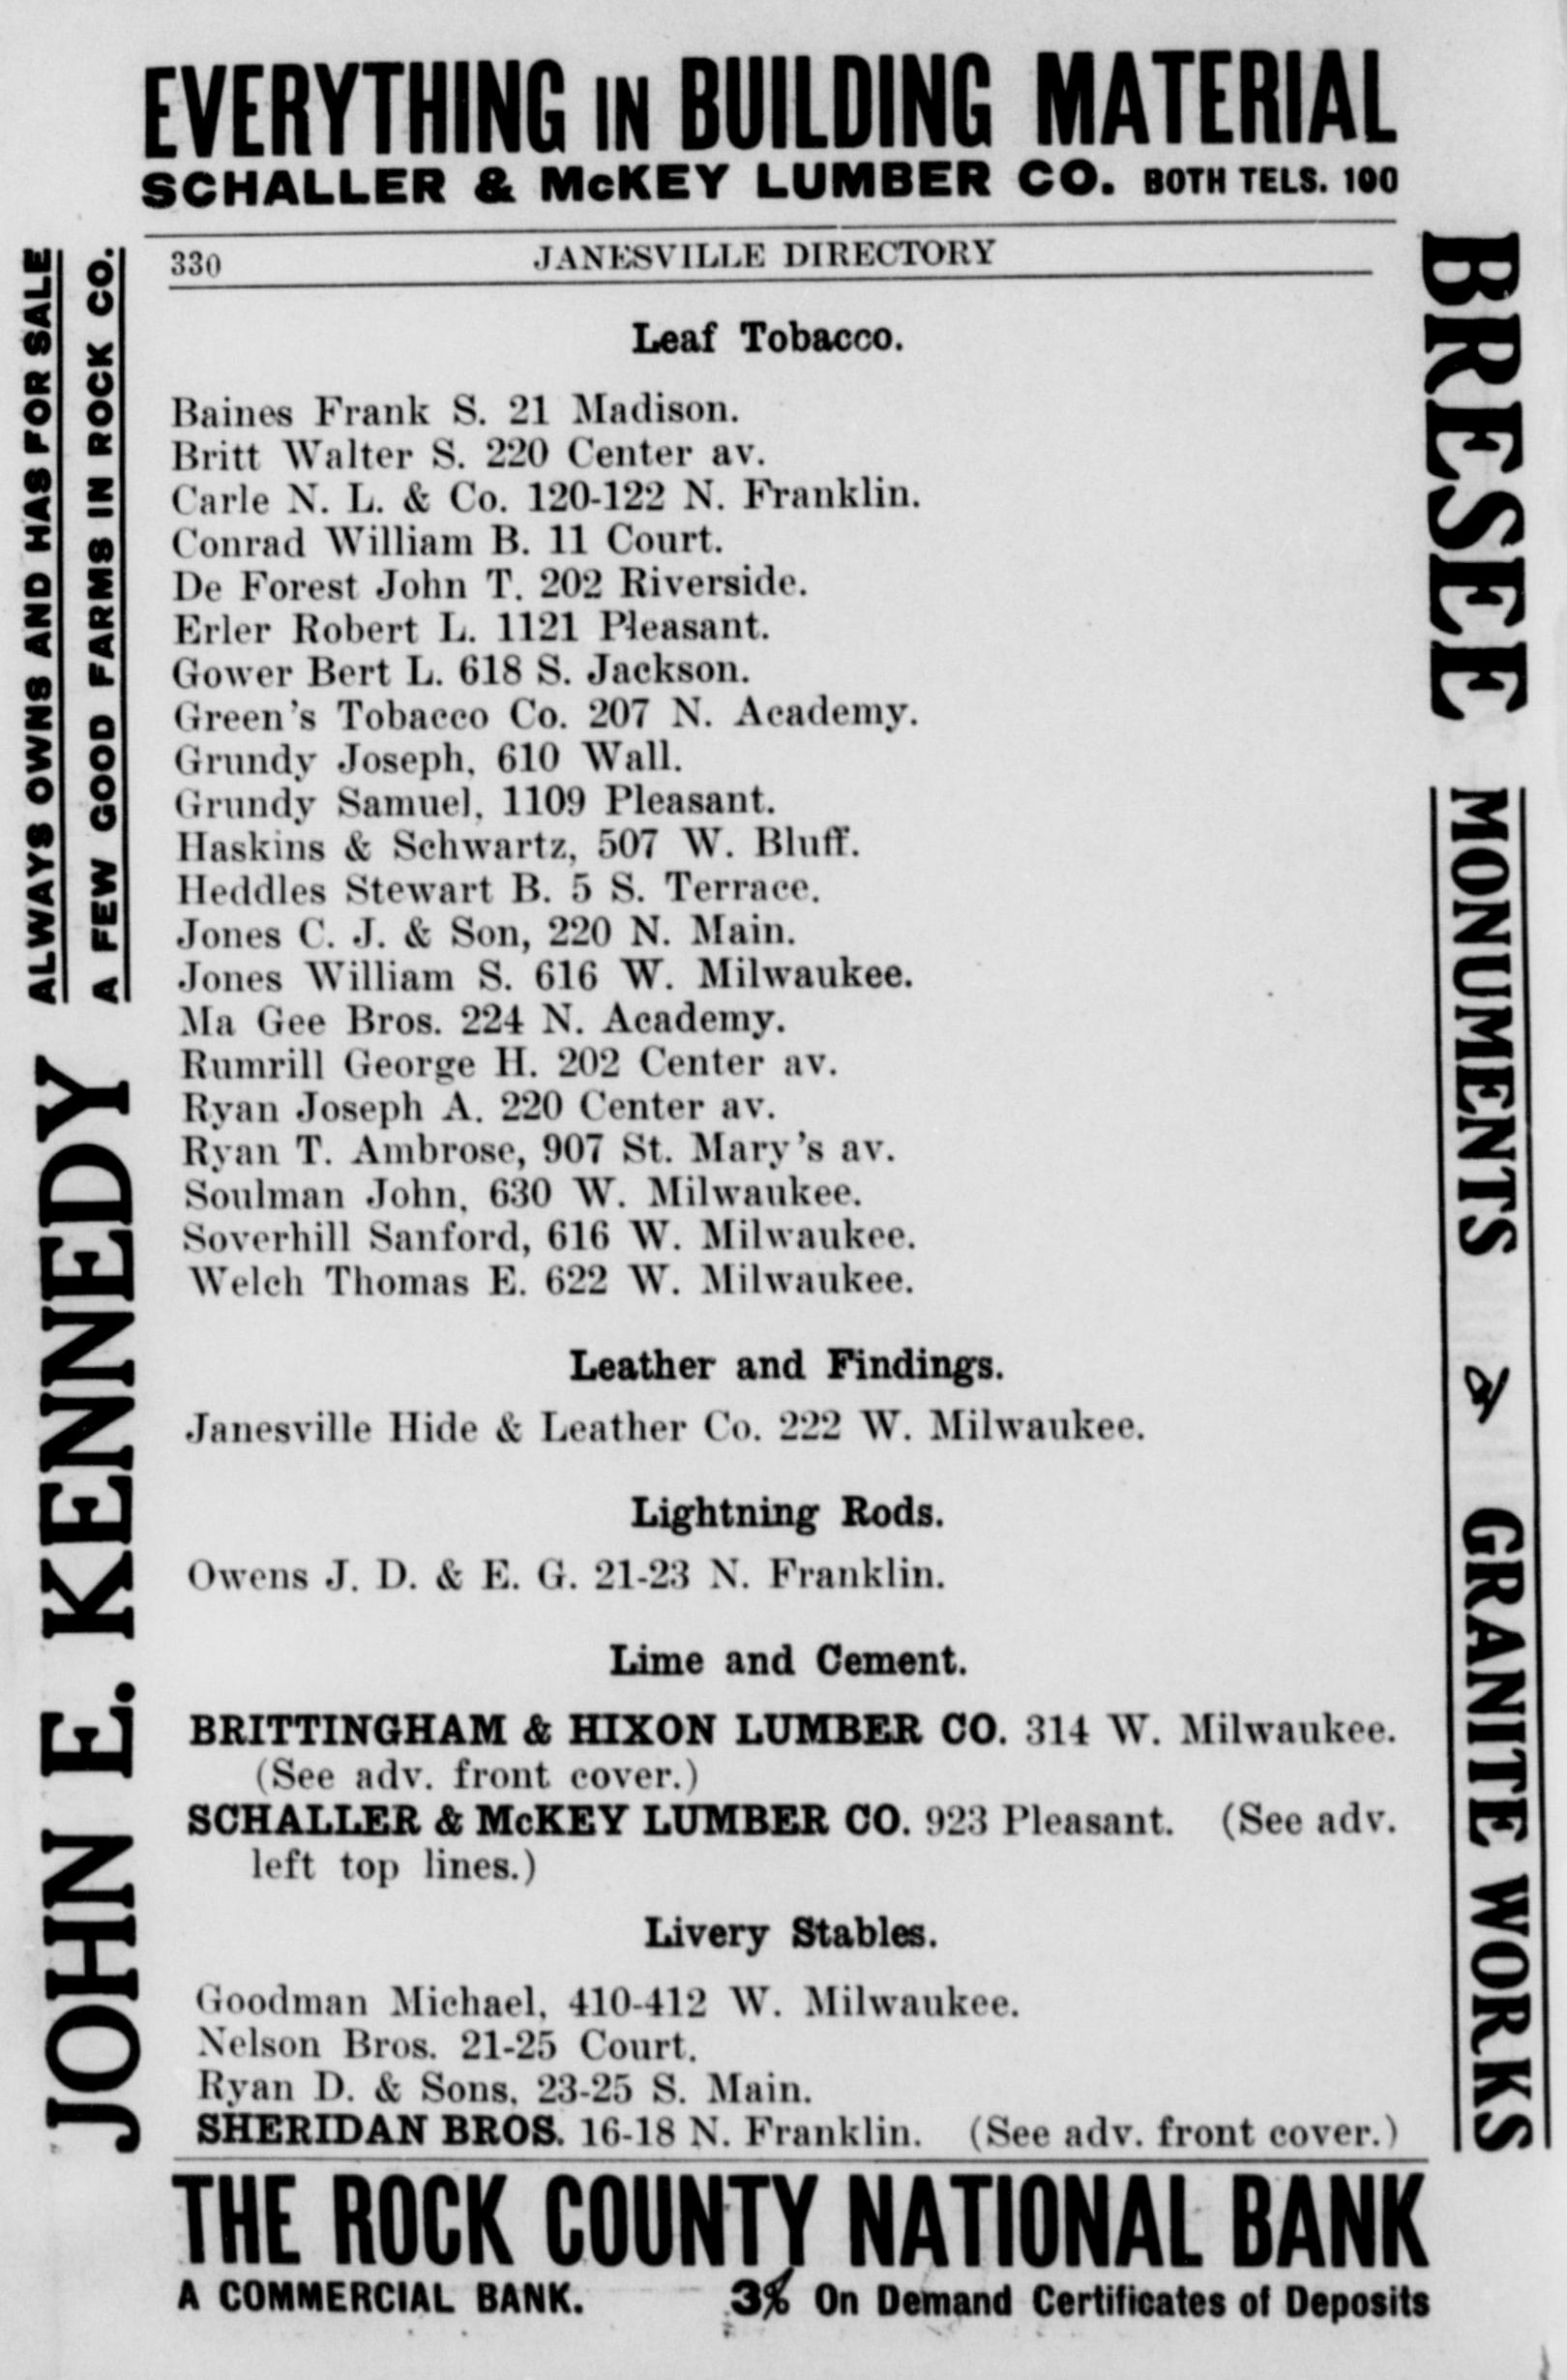 EVERYTHING IN BUILDING MATERIAL
SCHALLER & McKEY LUMBER CO. BOTH TELS. 100
330 JANESVILLE DIRECTORY
Leaf Tobacco.
Baines Frank S. 21 Madison.
Britt Walter S. 220 Center av.
Carle N. L. & Co. 120-122 N. Franklin.
Conrad William B. 11 Court.
De Forest John T. 202 Riverside.
Erler Robert L. 1121 Pleasant.
Gower Bert L. 618 S. Jackson.
Green's Tobacco Co. 207 N. Academy.
Grundy Joseph, 610 Wall.
Grundy Samuel, 1109 Pleasant.
Haskins & Schwartz, 507 W. Bluff.
Heddles Stewart B. 5 S. Terrace.
Jones C. J. & Son, 220 N. Main.
Jones William S. 616 W. Milwaukee.
Ma Gee Bros. 224 N. Academy.
Rumrill George H. 202 Center av.
Ryan Joseph A. 220 Center av.
Ryan T. Ambrose, 907 St. Mary's av.
Soulman John, 630 W. Milwaukee.
Soverhill Sanford, 616 W. Milwaukee.
Welch Thomas E. 622 W. Milwaukee.
Leather and Findings.
Janesville Hide & Leather Co. 222 W. Milwaukee.
Lightning Rods.
Owens J. D. & E. G. 21-23 N. Franklin.
Lime and Cement.
BRITTINGHAM & HIXON LUMBER CO. 314 W. Milwaukee.
(See adv. front cover.)
SCHALLER & McKEY LUMBER CO. 923 Pleasant. (See adv.
left top lines.)
Livery Stables.
Goodman Michael, 410-412 W. Milwaukee.
Nelson Bros. 21-25 Court.
Ryan D. & Sons, 23-25 S. Main.
SHERIDAN BROS. 16-18 N. Franklin. (See adv. front cover.)
THE ROCK COUNTY NATIONAL BANK
A COMMERCIAL BANK. 3% On Demand Certificates of Deposits
JOHN E. KENNEDY
ALWAYS OWNS AND HAS FOR SALE
A FEW GOOD FARMS IN ROCK CO.
BRESEE
MONUMENTS & GRANITE WORKS